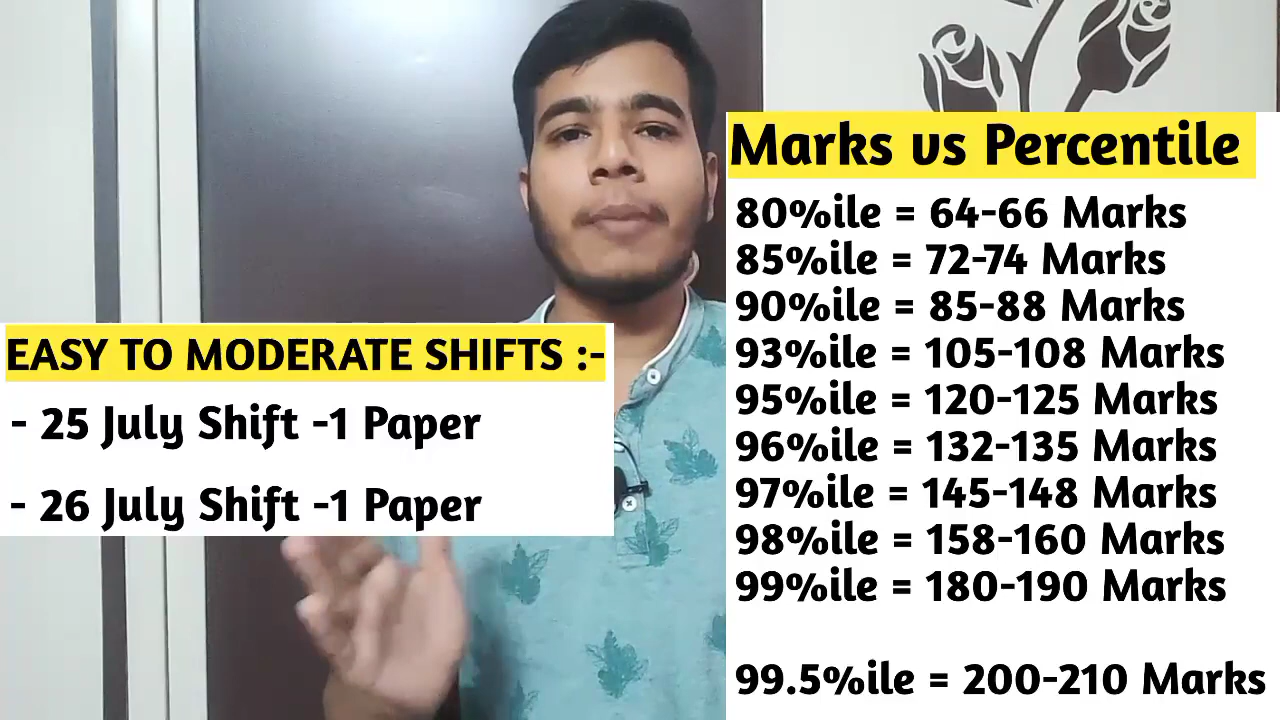 Marks vs Percentile
80%ile = 64-66 Marks
85%ile = 72-74 Marks
90%ile = 85-88 Marks
93%ile = 105-108 Marks
95%ile = 120-125 Marks
96%ile = 132-135 Marks
97%ile = 145-148 Marks
98%ile = 158-160 Marks
99%ile = 180-190 Marks
99.5%ile = 200-210 Marks
EASY TO MODERATE SHIFTS :-
- 25 July Shift -1 Paper
- 26 July Shift -1 Paper